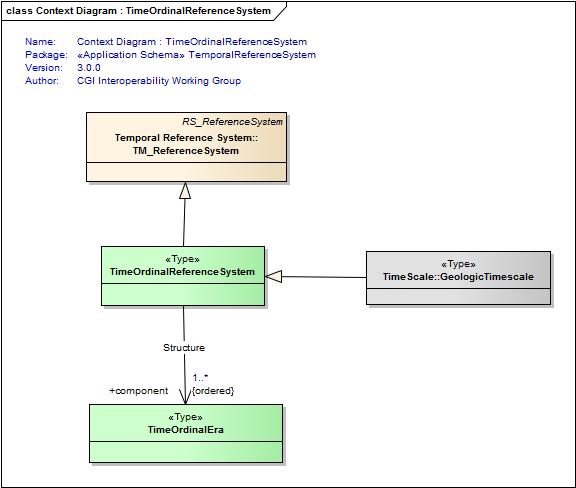 class Context Diagram : TimeOrdinalReferenceSystem
Name: Context Diagram : TimeOrdinalReferenceSystem
Package: «Application Schema» TemporalReferenceSystem
Version: 3.0.0
Author: CGI Interoperability Working Group
RS_ReferenceSystem
Temporal Reference System::
TM_ReferenceSystem
«Type»
TimeOrdinalReferenceSystem
«Type»
TimeScale::GeologicTimescale
Structure
1..*
+component {ordered}
«Type»
TimeOrdinalEra